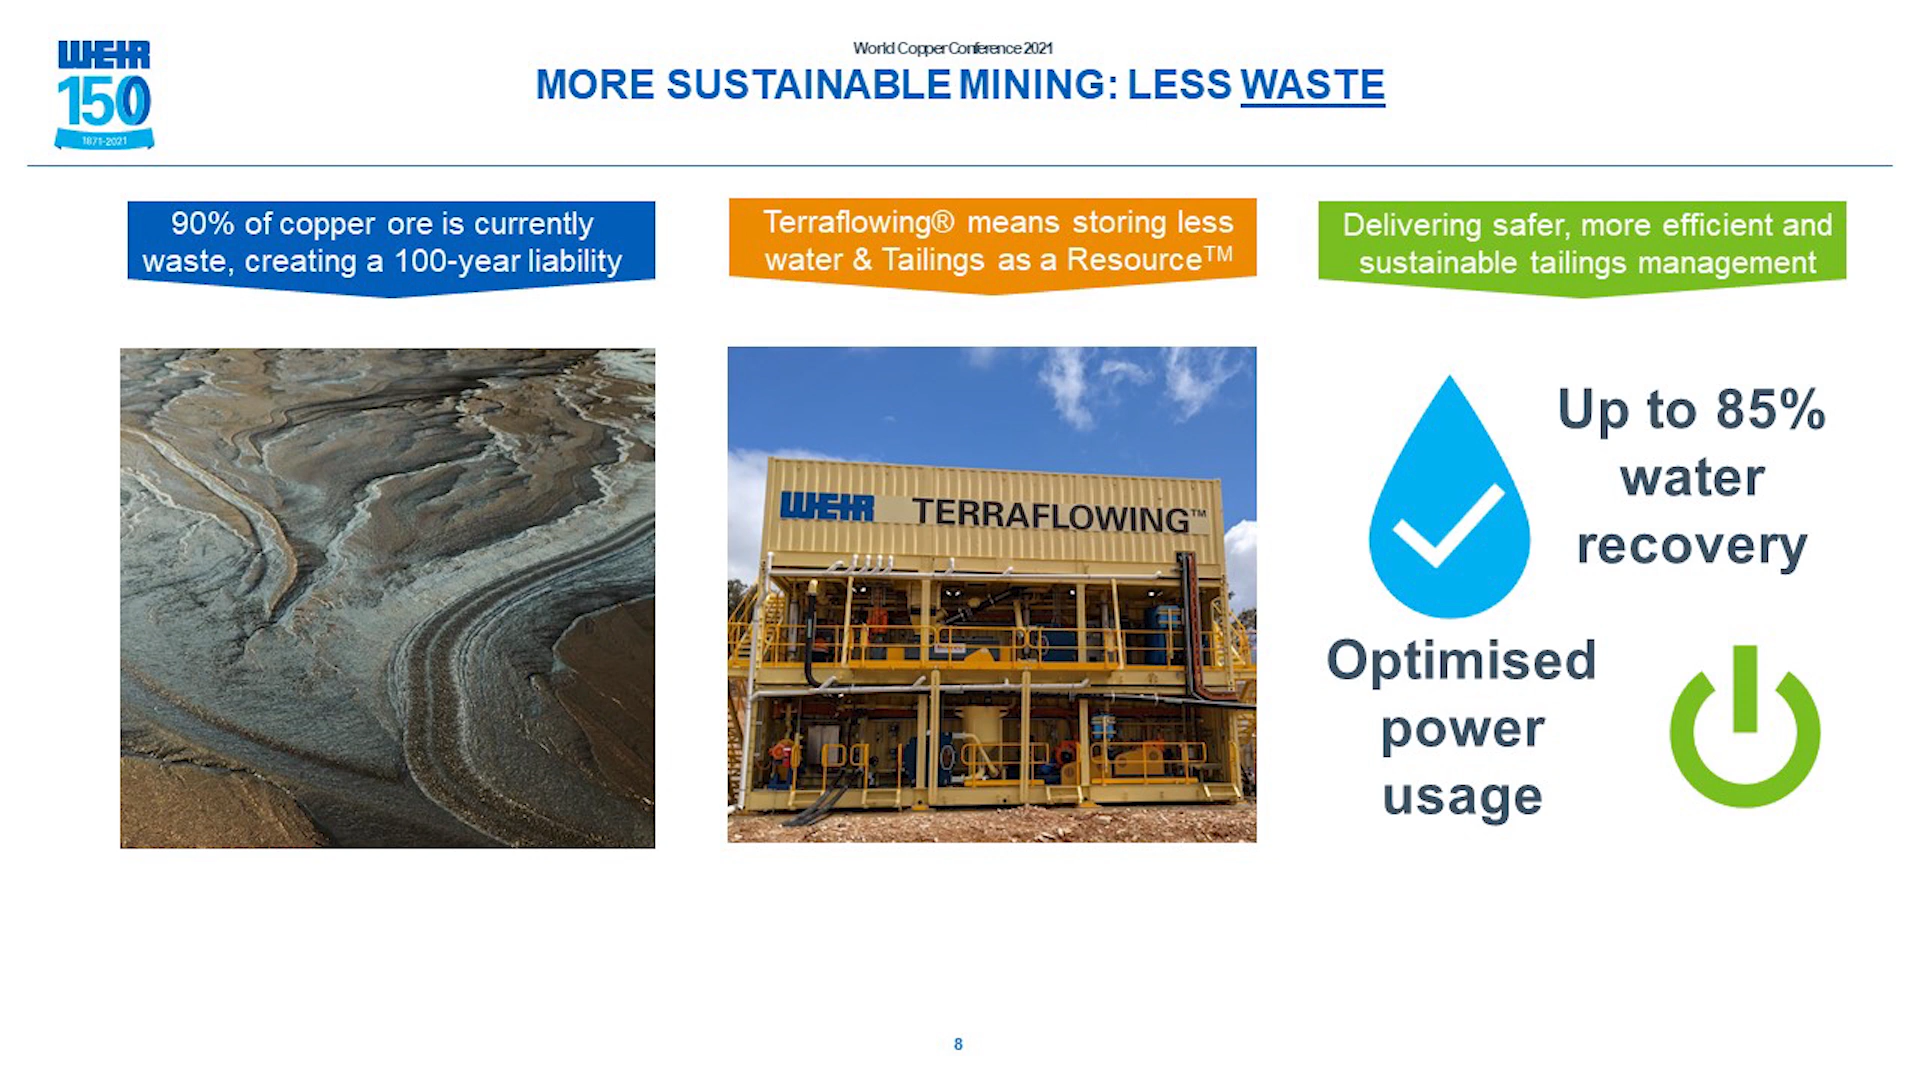 WEIR
150
1871-2021
World Copper Conference 2021
MORE SUSTAINABLE MINING: LESS WASTE
90% of copper ore is currently
waste, creating a 100-year liability
Terraflowing® means storing less
water & Tailings as a Resource™
Delivering safer, more efficient and
sustainable tailings management
WEIR TERRAFLOWING™
Up to 85%
water
recovery
Optimised
power
usage
8